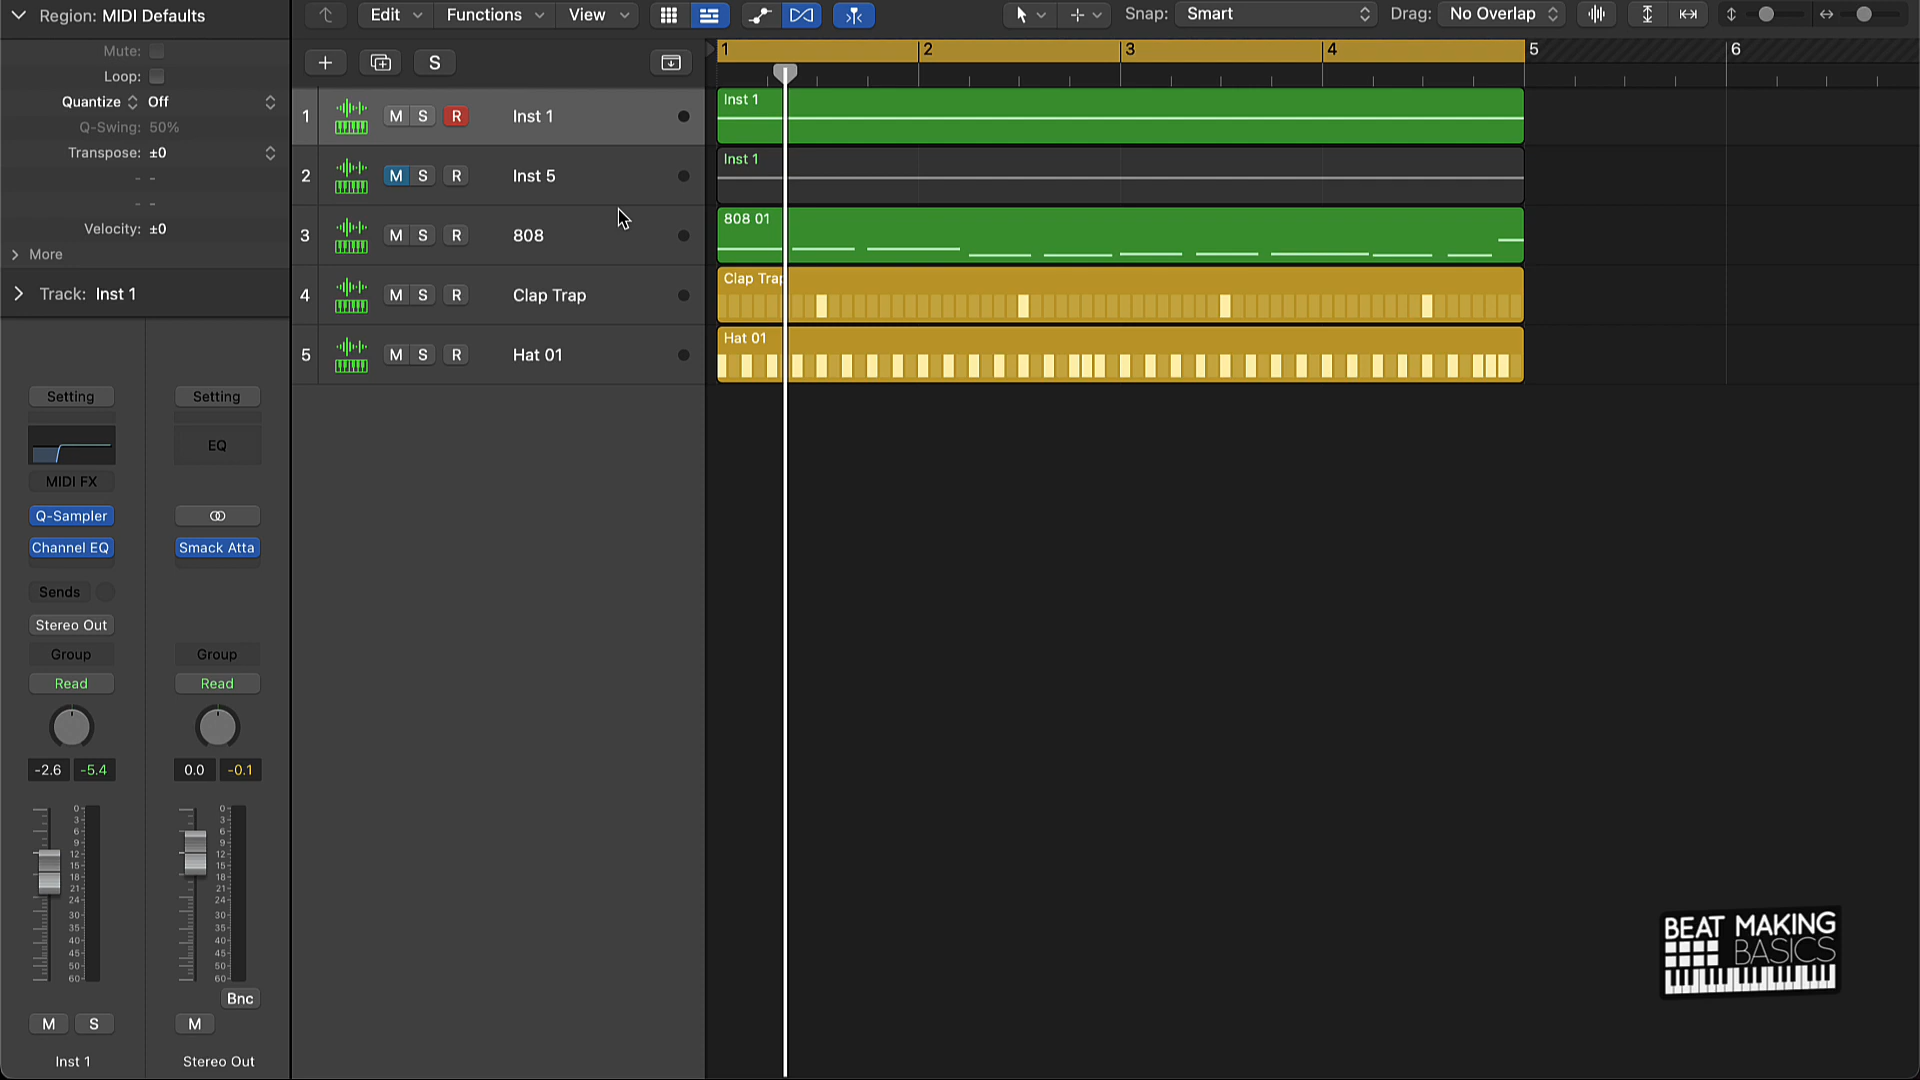 Region: MIDI Defaults
Edit Functions View Snap: Smart Drag: No Overlap
Mute:
Loop:
Quantize Off
Q-Swing: 50%
Transpose: ±0
- -
- -
Velocity: ±0
More
Track: Inst 1
S
1 2 3 4 5 6
1 M S R Inst 1
Inst 1
2 M S R Inst 5
Inst 1
3 M S R 808
808 01
4 M S R Clap Trap
Clap Trap
5 M S R Hat 01
Hat 01
Setting Setting
EQ
MIDI FX
Q-Sampler
Channel EQ Smack Atta
Sends
Stereo Out
Group Group
Read Read
-2.6 -5.4 0.0 -0.1
0 0
3 3
6 6
9 9
12 12
15 15
18 18
21 21
24 24
30 30
35 35
40 40
45 45
50 50
60 60
Bnc
M S M
Inst 1 Stereo Out
BEAT MAKING
BASICS